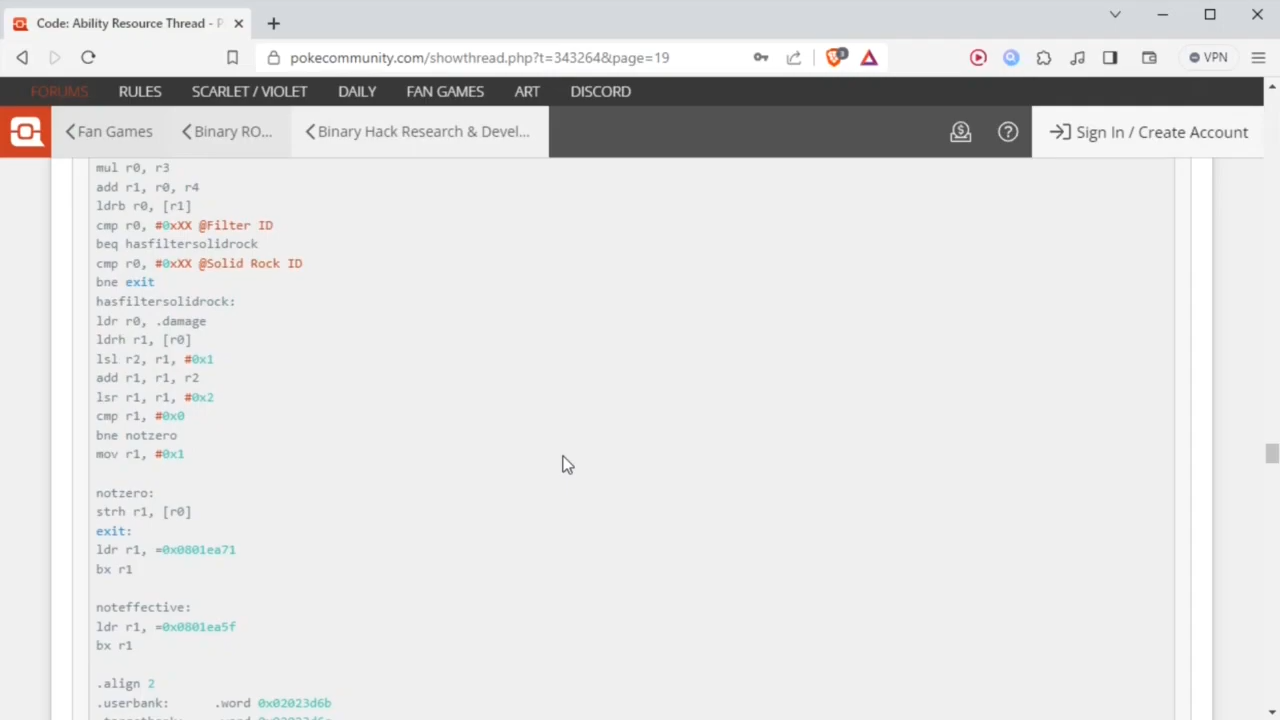 Code: Ability Resource Thread - P
pokecommunity.com/showthread.php?t=343264&page=19
3
VPN
FORUMS RULES SCARLET / VIOLET DAILY FAN GAMES ART DISCORD
Fan Games Binary RO... Binary Hack Research & Devel... Sign In / Create Account
mul r0, r3
add r1, r0, r4
ldrb r0, [r1]
cmp r0, #0xXX @Filter ID
beq hasfiltersolidrock
cmp r0, #0xXX @Solid Rock ID
bne exit
hasfiltersolidrock:
ldr r0, .damage
ldrh r1, [r0]
lsl r2, r1, #0x1
add r1, r1, r2
lsr r1, r1, #0x2
cmp r1, #0x0
bne notzero
mov r1, #0x1
notzero:
strh r1, [r0]
exit:
ldr r1, =0x0801ea71
bx r1
noteffective:
ldr r1, =0x0801ea5f
bx r1
.align 2
.userbank: .word 0x02023d6b